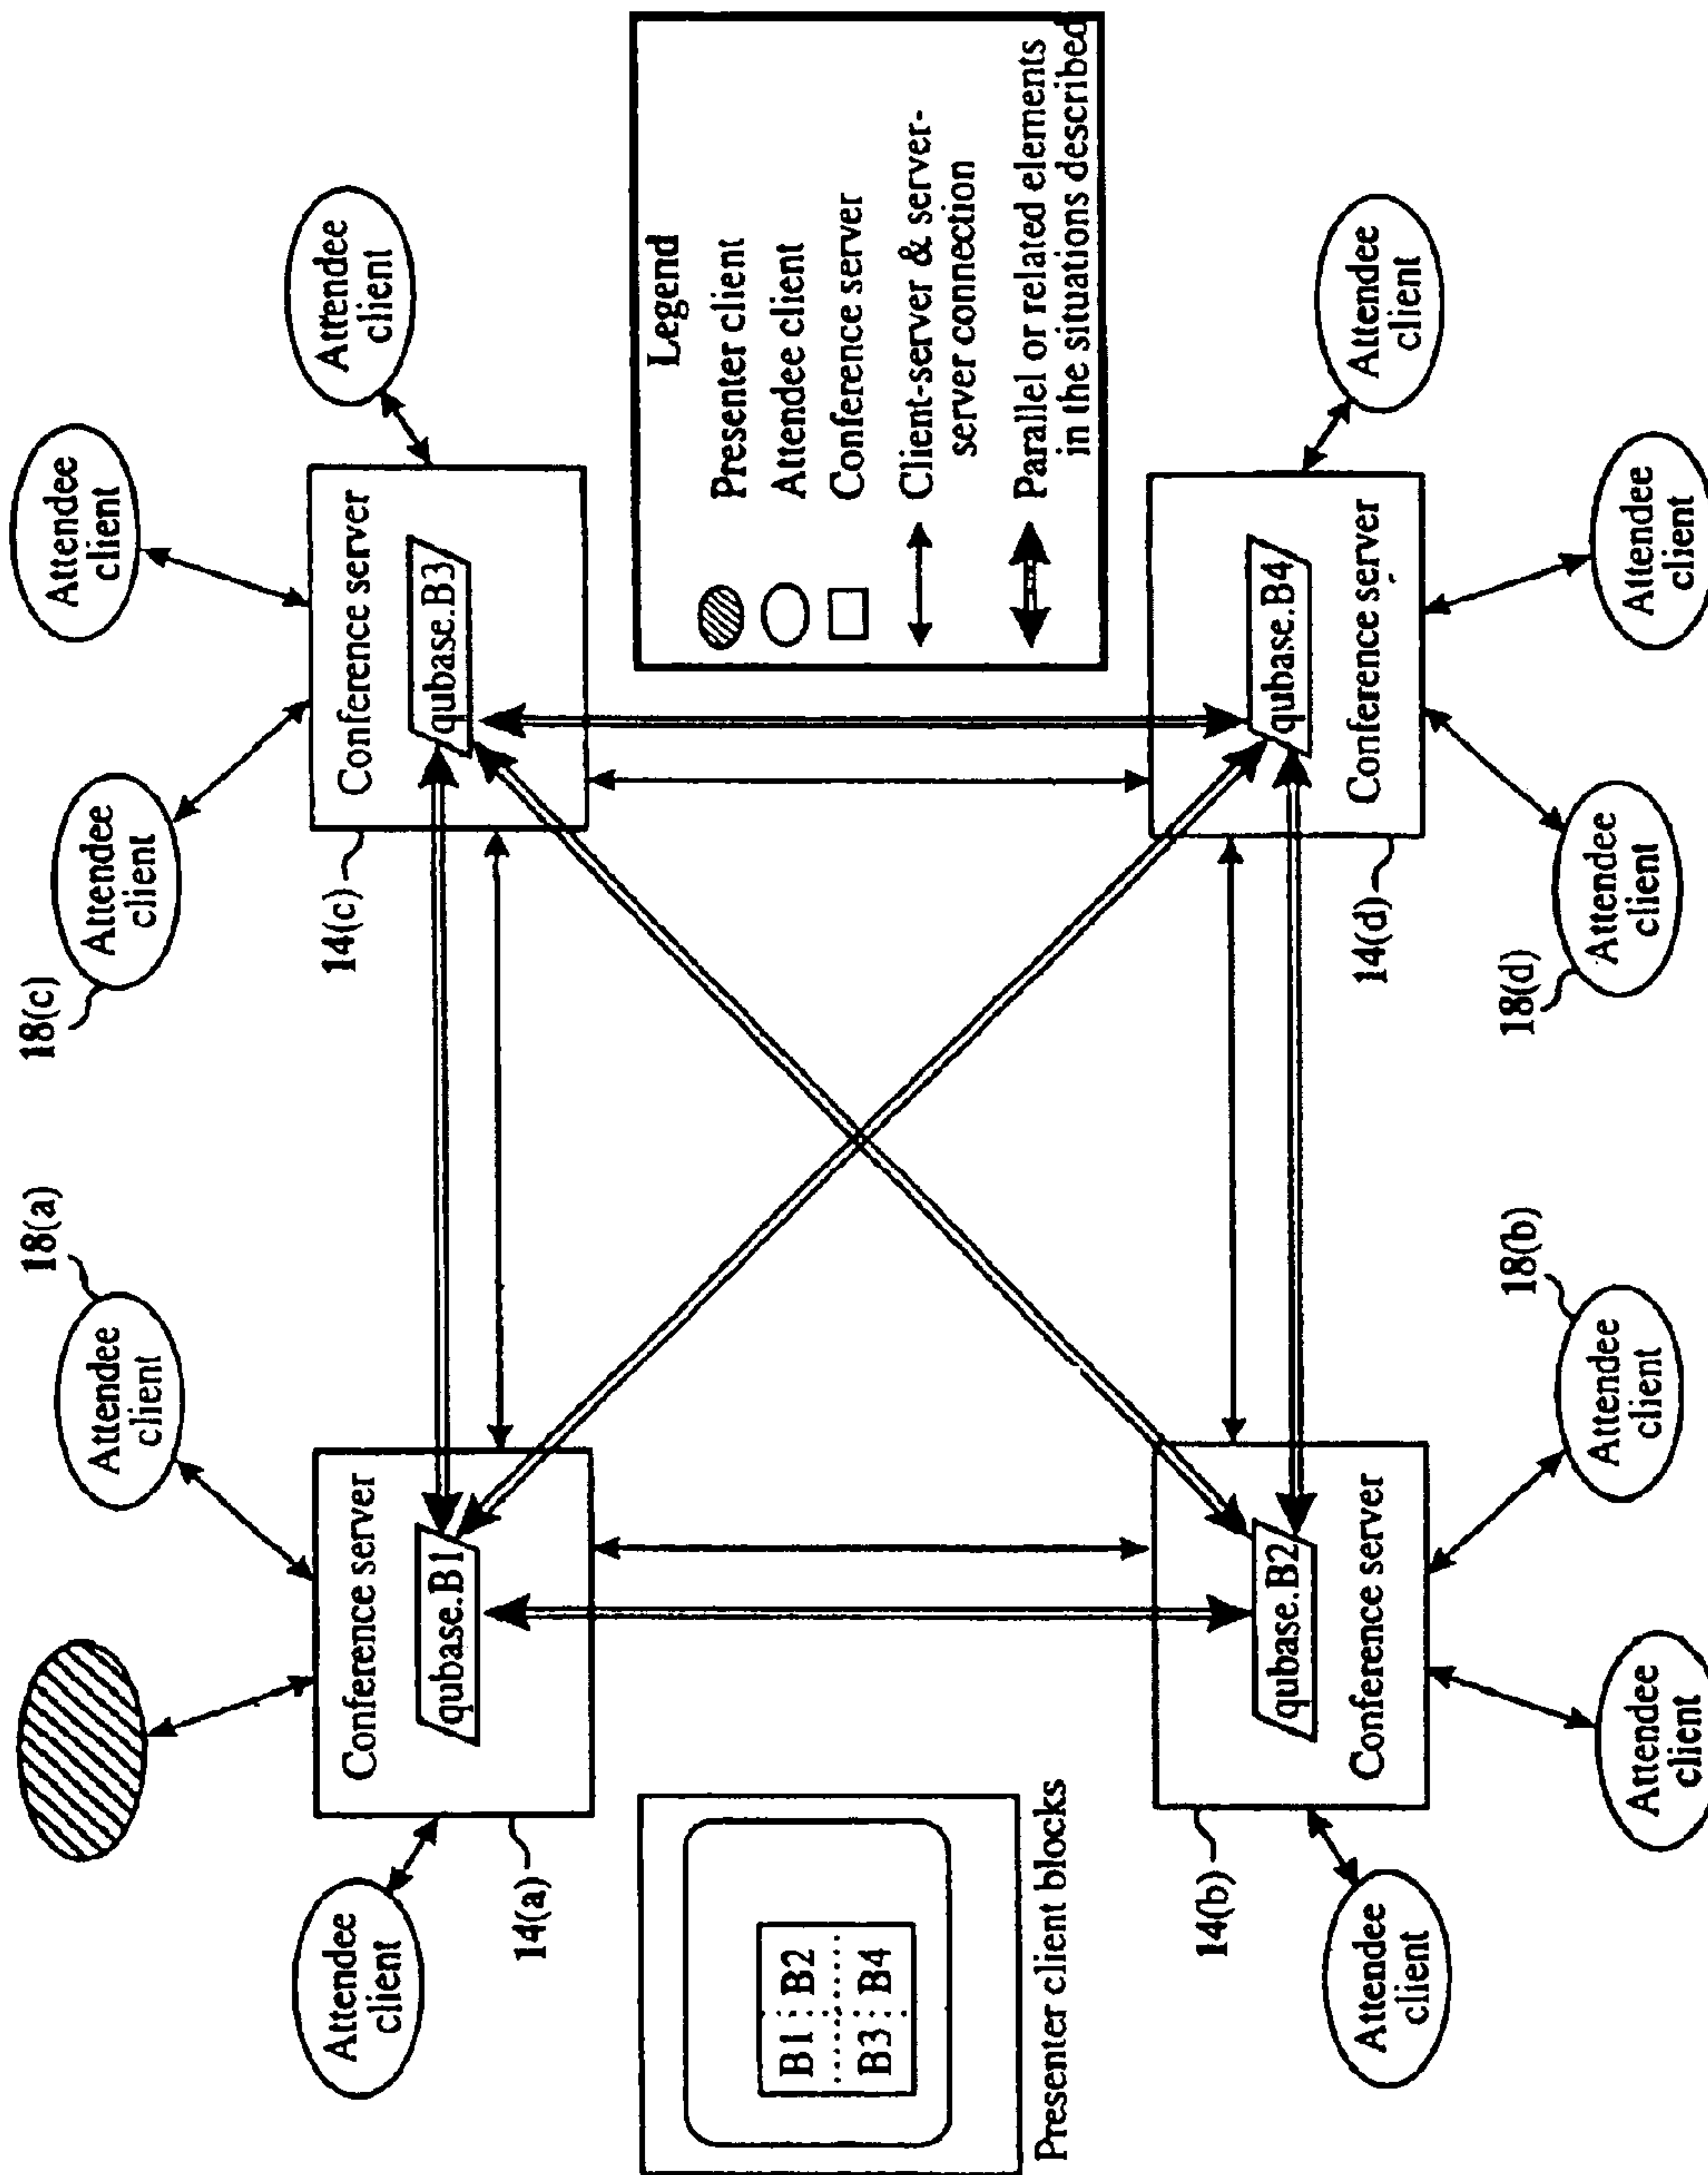 18(a)
18(c)
Attendee
client
Attendee
client
Attendee
client
Attendee
client
Attendee
client
Conference server
qubase.B1
Conference server
qubase.B3
14(a)
14(c)
B1
B2
B3
B4
Presenter client blocks
Legend
Presenter client
Attendee client
Conference server
Client-server & server-
server connection
Parallel or related elements
in the situations described
14(b)
qubase.B2
Conference server
14(d)
qubase.B4
Conference server
Attendee
client
Attendee
client
Attendee
client
18(b)
Attendee
client
18(d)
Attendee
client
Attendee
client